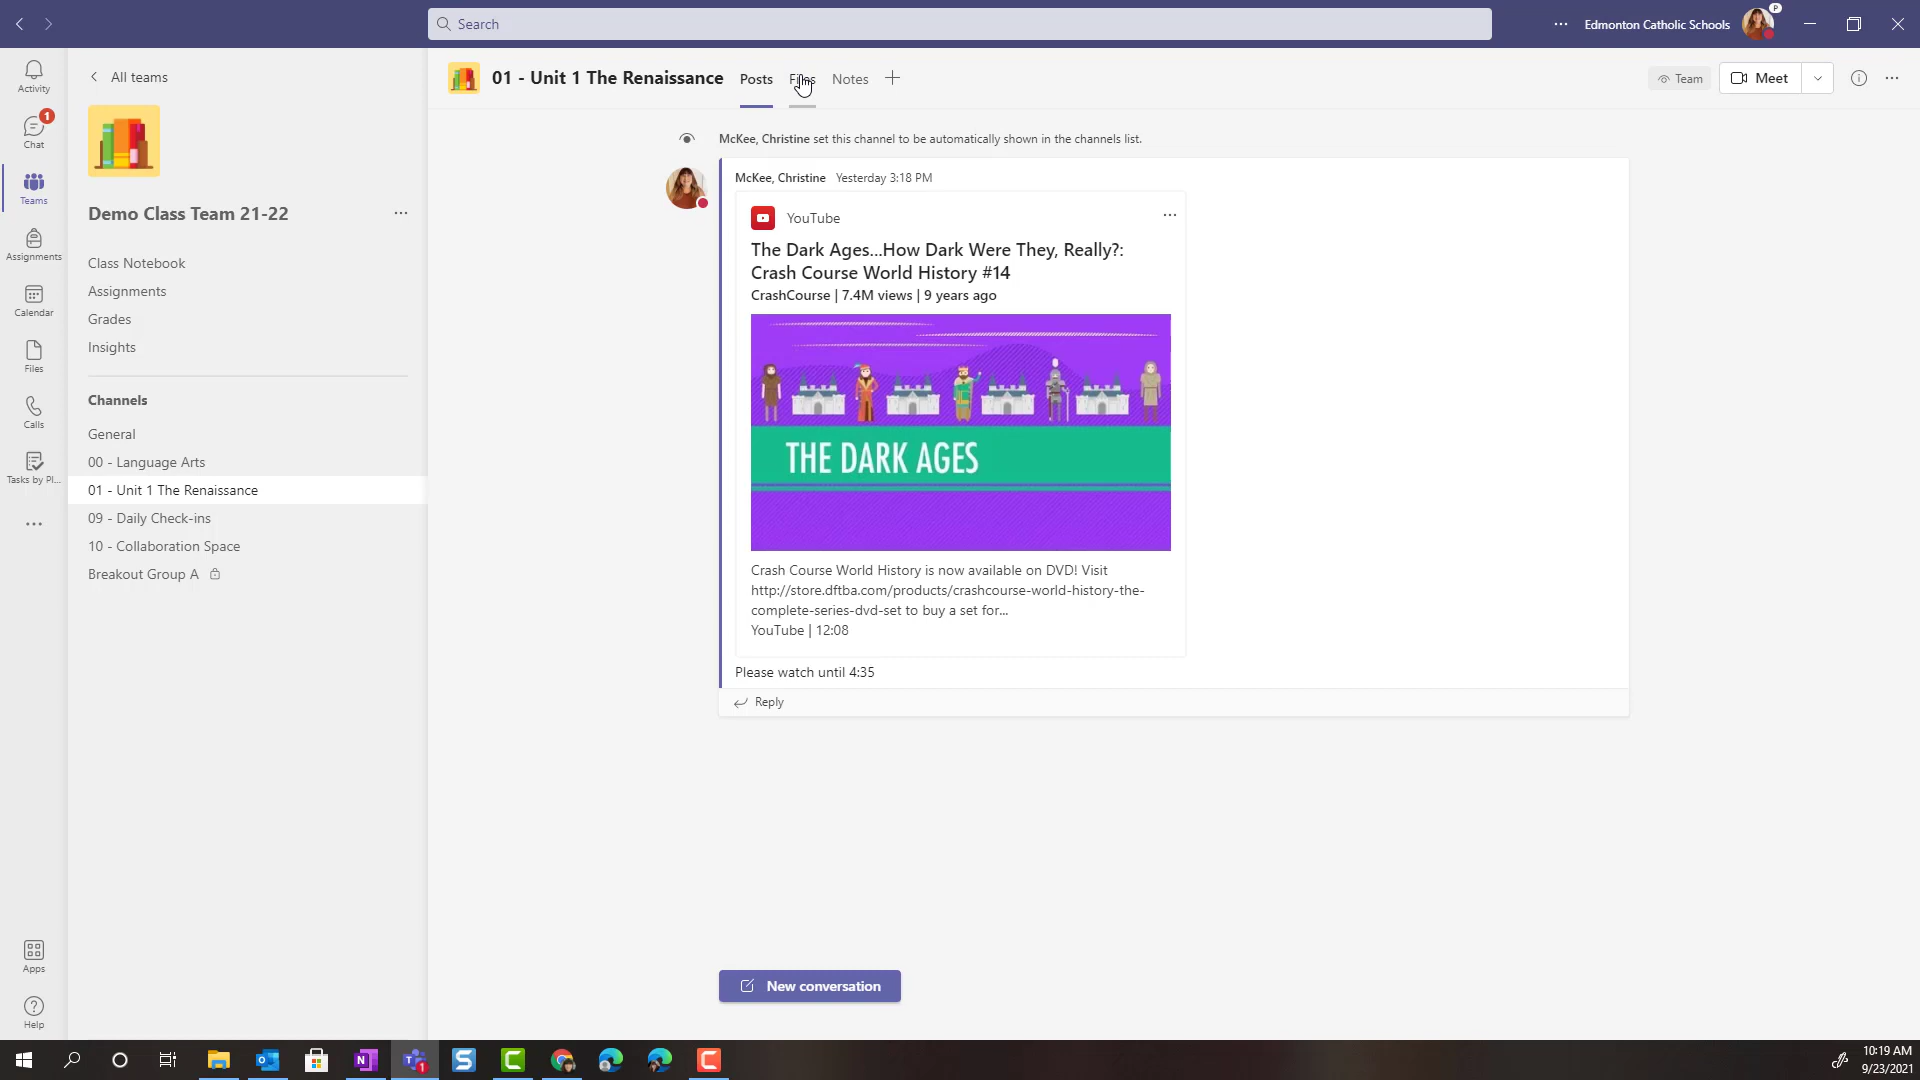 Search
Edmonton Catholic Schools
P
Activity
Chat
1
Teams
Assignments
Calendar
Files
Calls
Tasks by Pl...
Apps
Help
All teams
Demo Class Team 21-22
Class Notebook
Assignments
Grades
Insights
Channels
General
00 - Language Arts
01 - Unit 1 The Renaissance
09 - Daily Check-ins
10 - Collaboration Space
Breakout Group A
01 - Unit 1 The Renaissance
Posts
Files
Notes
Team
Meet
McKee, Christine set this channel to be automatically shown in the channels list.
McKee, Christine Yesterday 3:18 PM
YouTube
The Dark Ages...How Dark Were They, Really?:
Crash Course World History #14
CrashCourse | 7.4M views | 9 years ago
THE DARK AGES
Crash Course World History is now available on DVD! Visit
http://store.dftba.com/products/crashcourse-world-history-the-
complete-series-dvd-set to buy a set for...
YouTube | 12:08
Please watch until 4:35
Reply
New conversation
10:19 AM
9/23/2021